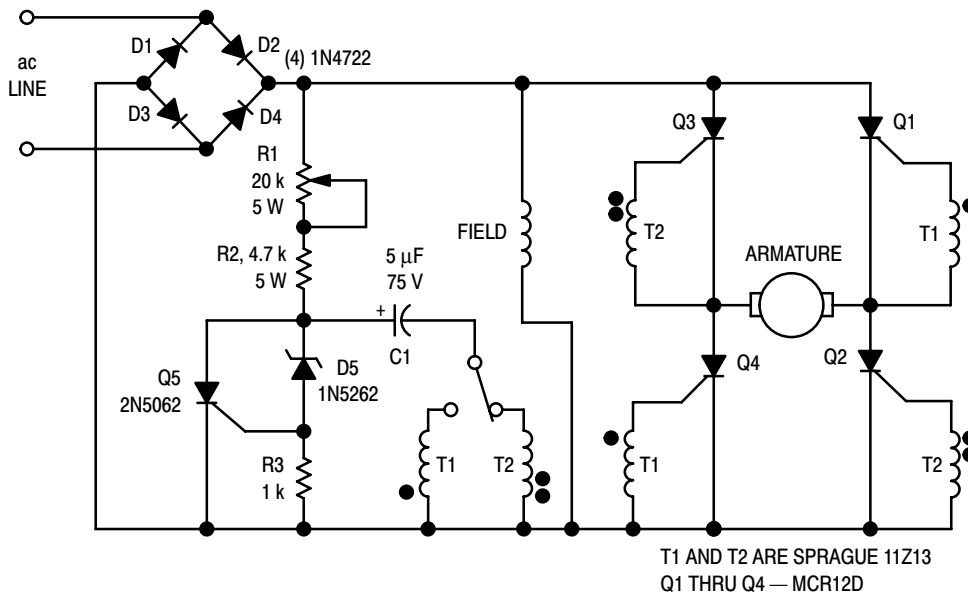 ac
LINE
D1
D2
D3
D4
(4) 1N4722
R1
20 k
5 W
R2, 4.7 k
5 W
5 μF
75 V
+
C1
Q5
2N5062
D5
1N5262
R3
1 k
T1
T2
FIELD
Q3
Q1
T2
T1
ARMATURE
Q4
Q2
T1
T2
T1 AND T2 ARE SPRAGUE 11Z13
Q1 THRU Q4 — MCR12D